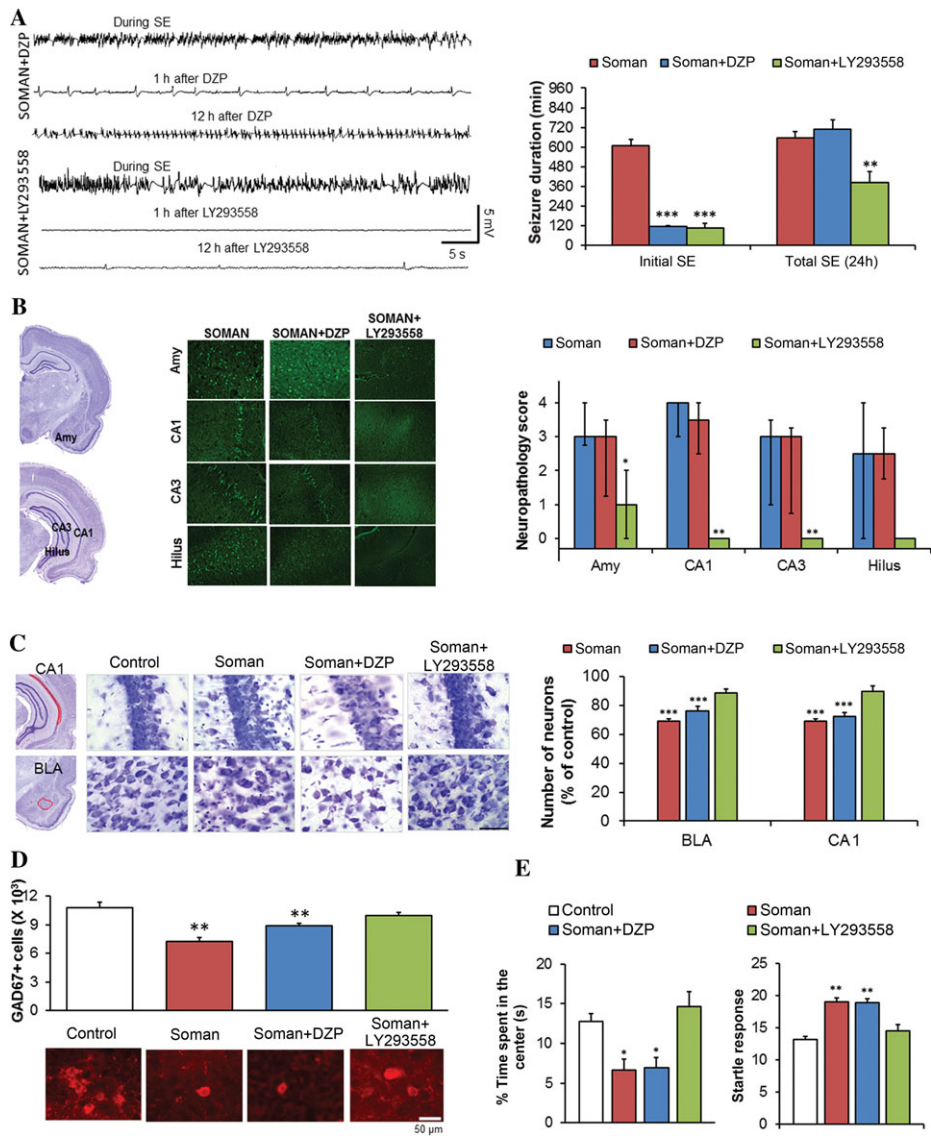 A
SOMAN+DZP
During SE
1 h after DZP
12 h after DZP
SOMAN+LY293558
During SE
1 h after LY293558
12 h after LY293558
5 mV
5 s
Soman Soman+DZP Soman+LY293558
Seizure duration (min)
960
840
720
600
480
360
240
120
0
*** *** **
Initial SE Total SE (24h)
B
Amy
CA3 CA1
Hilus
SOMAN SOMAN+DZP SOMAN+
LY293558
Amy
CA1
CA3
Hilus
Soman Soman+DZP Soman+LY293558
Neuropathology score
4
3
2
1
0
* ** **
Amy CA1 CA3 Hilus
C
CA1
BLA
Control Soman Soman+DZP Soman+
LY293558
Soman Soman+DZP Soman+LY293558
Number of neurons
(% of control)
100
80
60
40
20
0
*** *** *** ***
BLA CA1
D
GAD67+ cells (X 10³)
12
9
6
3
0
** **
Control Soman Soman+DZP Soman+
LY293558
50 µm
E
Control Soman
Soman+DZP Soman+LY293558
% Time spent in the
center (s)
20
15
10
5
0
* *
Startle response
25
20
15
10
5
0
** **